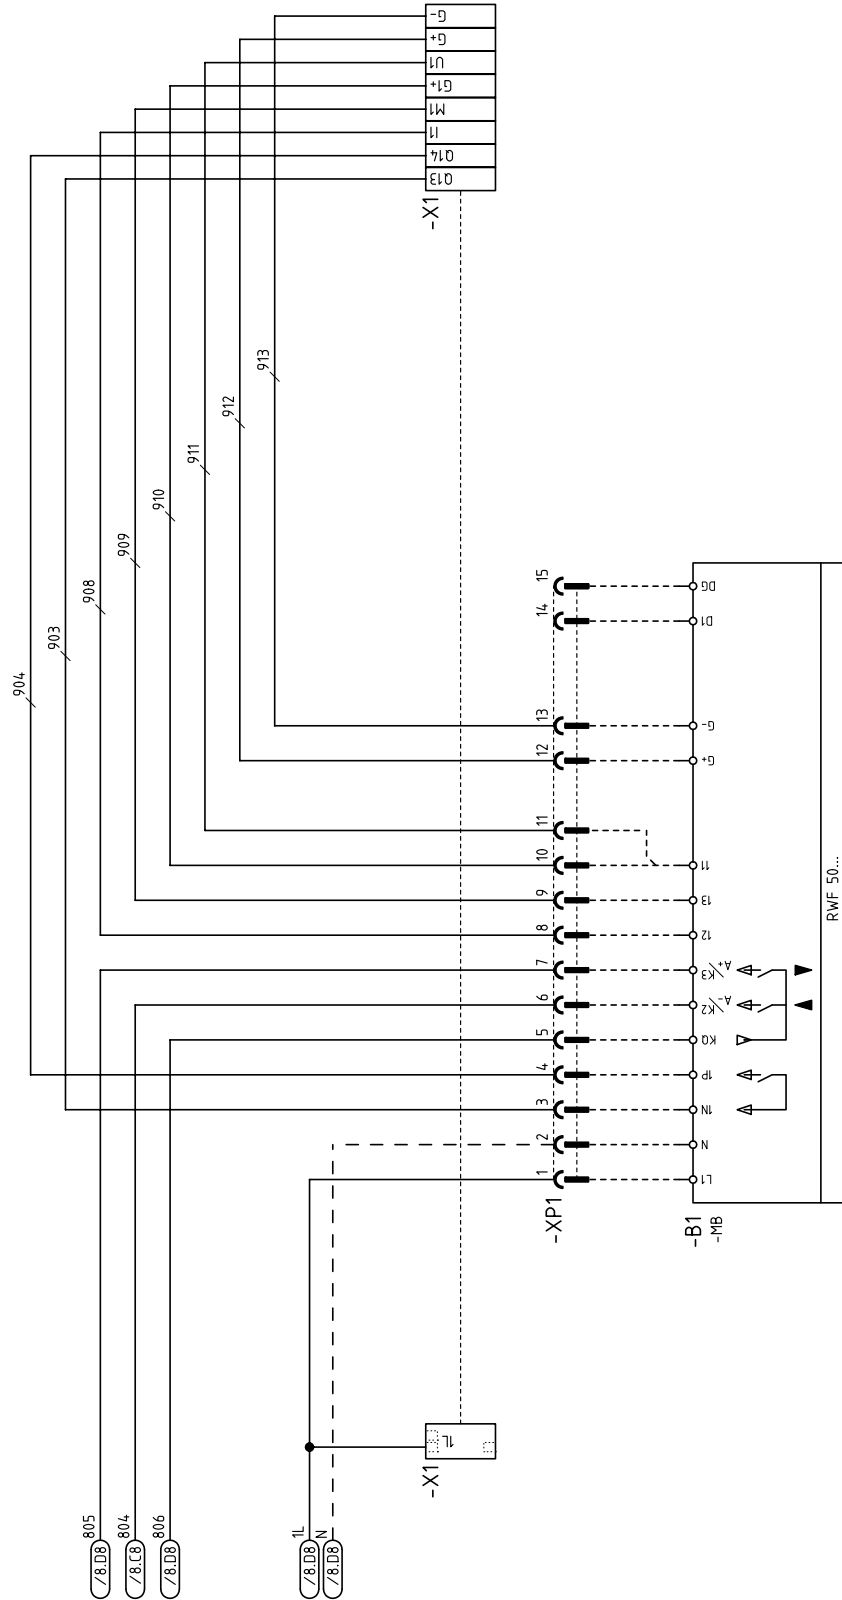 G-
G+
U1
G1+
M1
I1
Q14
Q13
-X1
913
912
911
910
909
908
903
904
15
14
13
12
11
10
9
8
7
6
5
4
3
2
1
-XP1
DG
D1
G-
G+
11
13
12
K3/A+
K2/A-
KQ
1P
1N
N
L1
-B1
-MB
RWF 50...
1L
-X1
805
/8.D8
804
/8.C8
806
/8.D8
1L
/8.D8
N
/8.D8